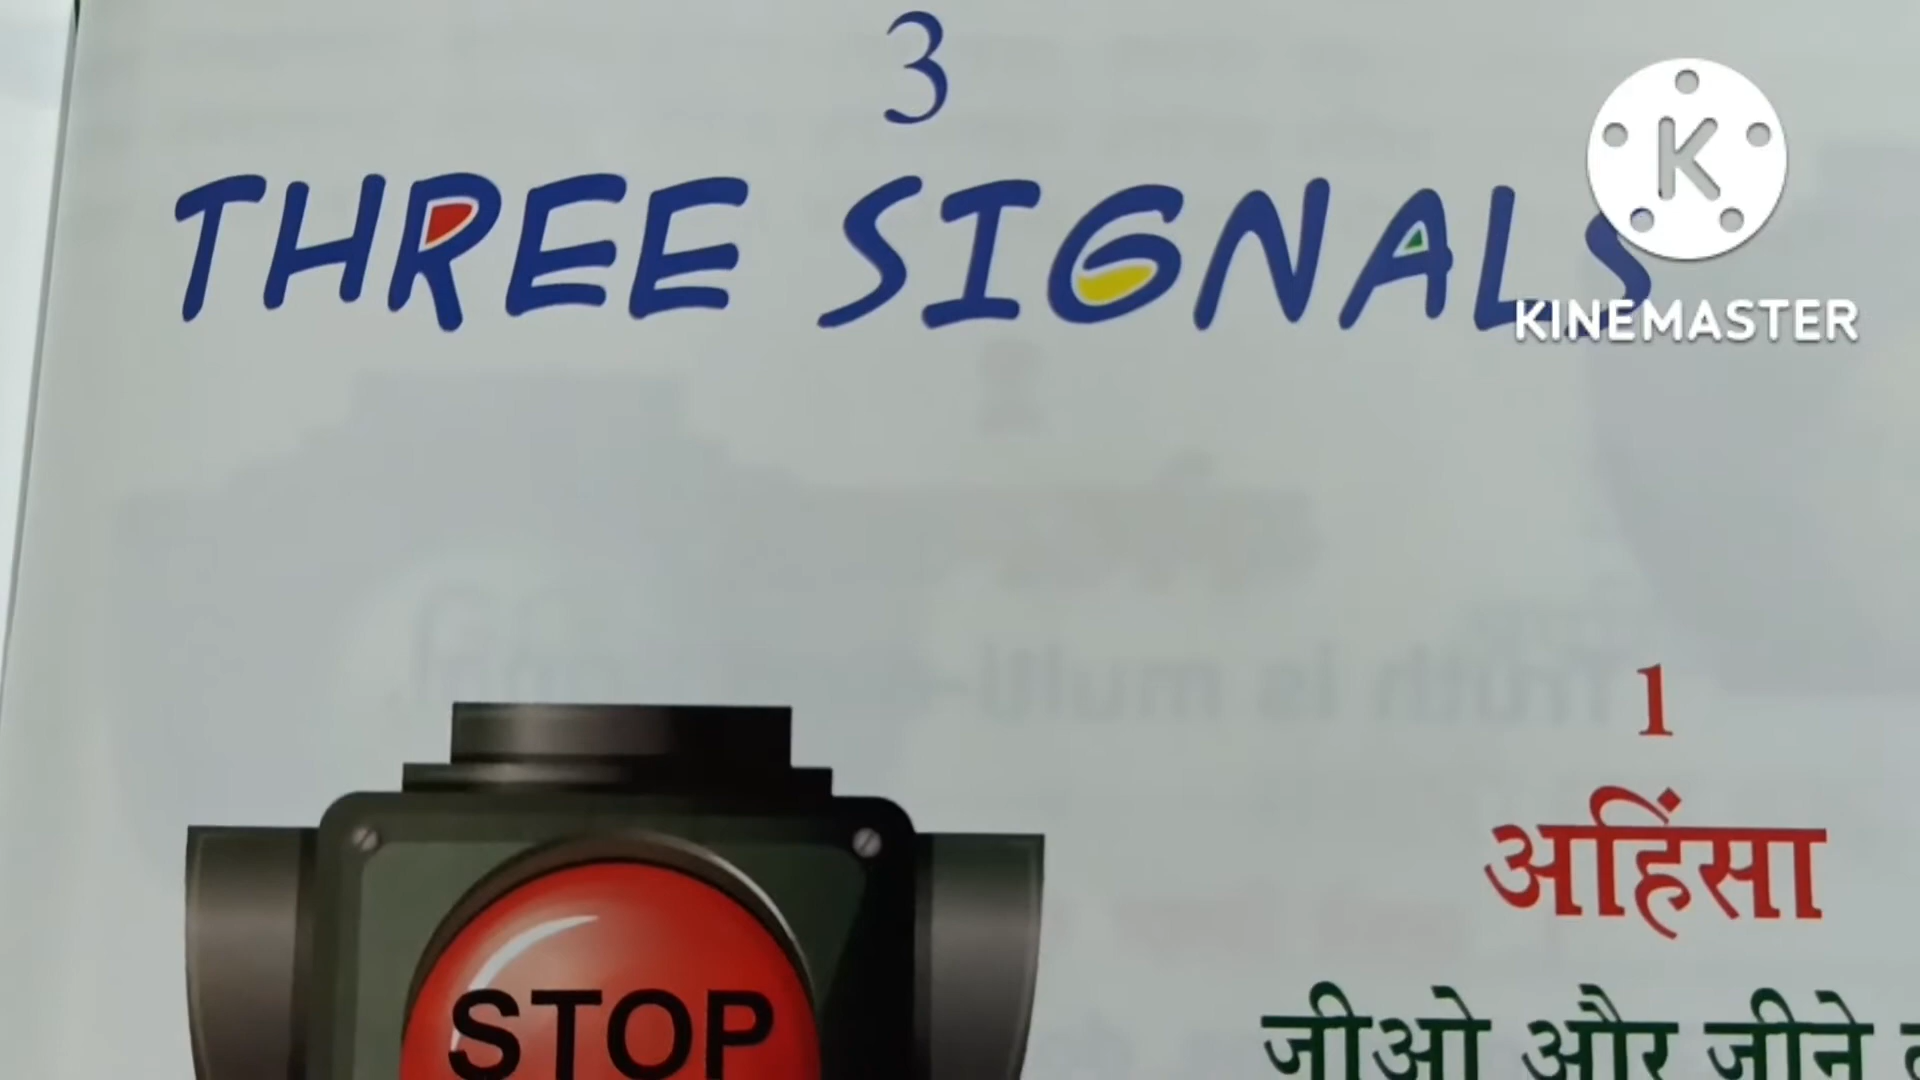 3
THREE SIGNALS
K
KINEMASTER
1
अहिंसा
STOP
जीओ और जीने